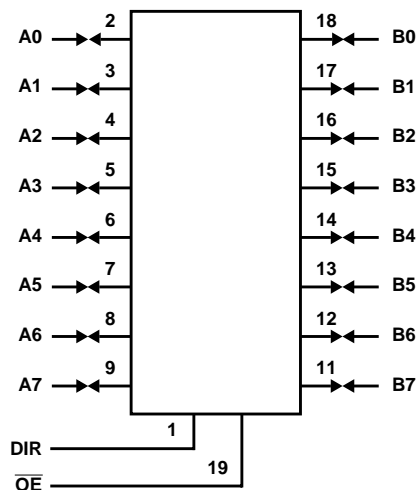 A0 2 18 B0
A1 3 17 B1
A2 4 16 B2
A3 5 15 B3
A4 6 14 B4
A5 7 13 B5
A6 8 12 B6
A7 9 11 B7
DIR 1
O̅E̅ 19